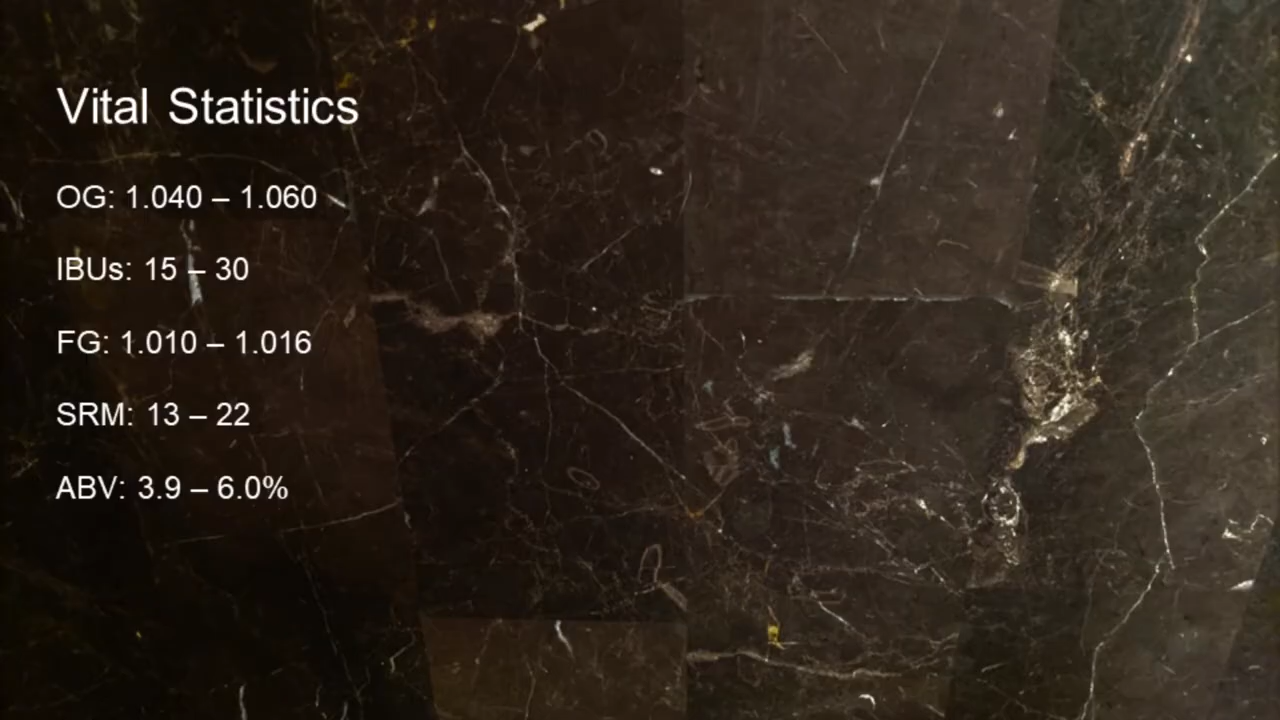 Vital Statistics
OG: 1.040 – 1.060
IBUs: 15 – 30
FG: 1.010 – 1.016
SRM: 13 – 22
ABV: 3.9 – 6.0%